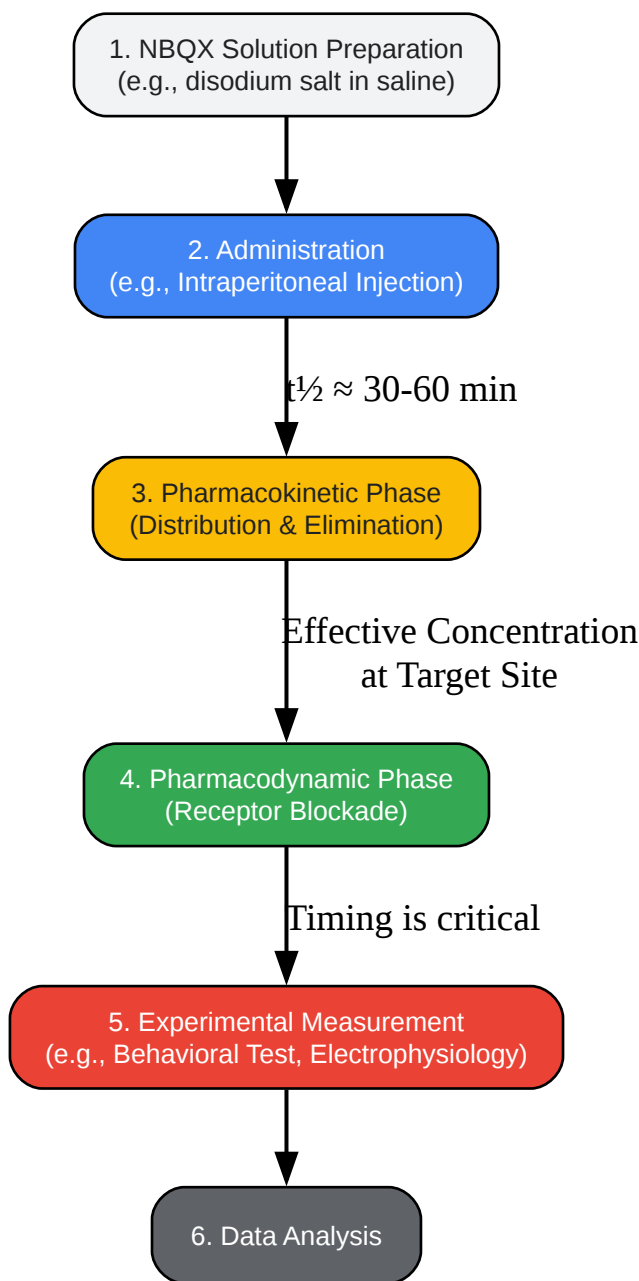 1. NBQX Solution Preparation
(e.g., disodium salt in saline)
2. Administration
(e.g., Intraperitoneal Injection)
t½ ≈ 30-60 min
3. Pharmacokinetic Phase
(Distribution & Elimination)
Effective Concentration
at Target Site
4. Pharmacodynamic Phase
(Receptor Blockade)
Timing is critical
5. Experimental Measurement
(e.g., Behavioral Test, Electrophysiology)
6. Data Analysis